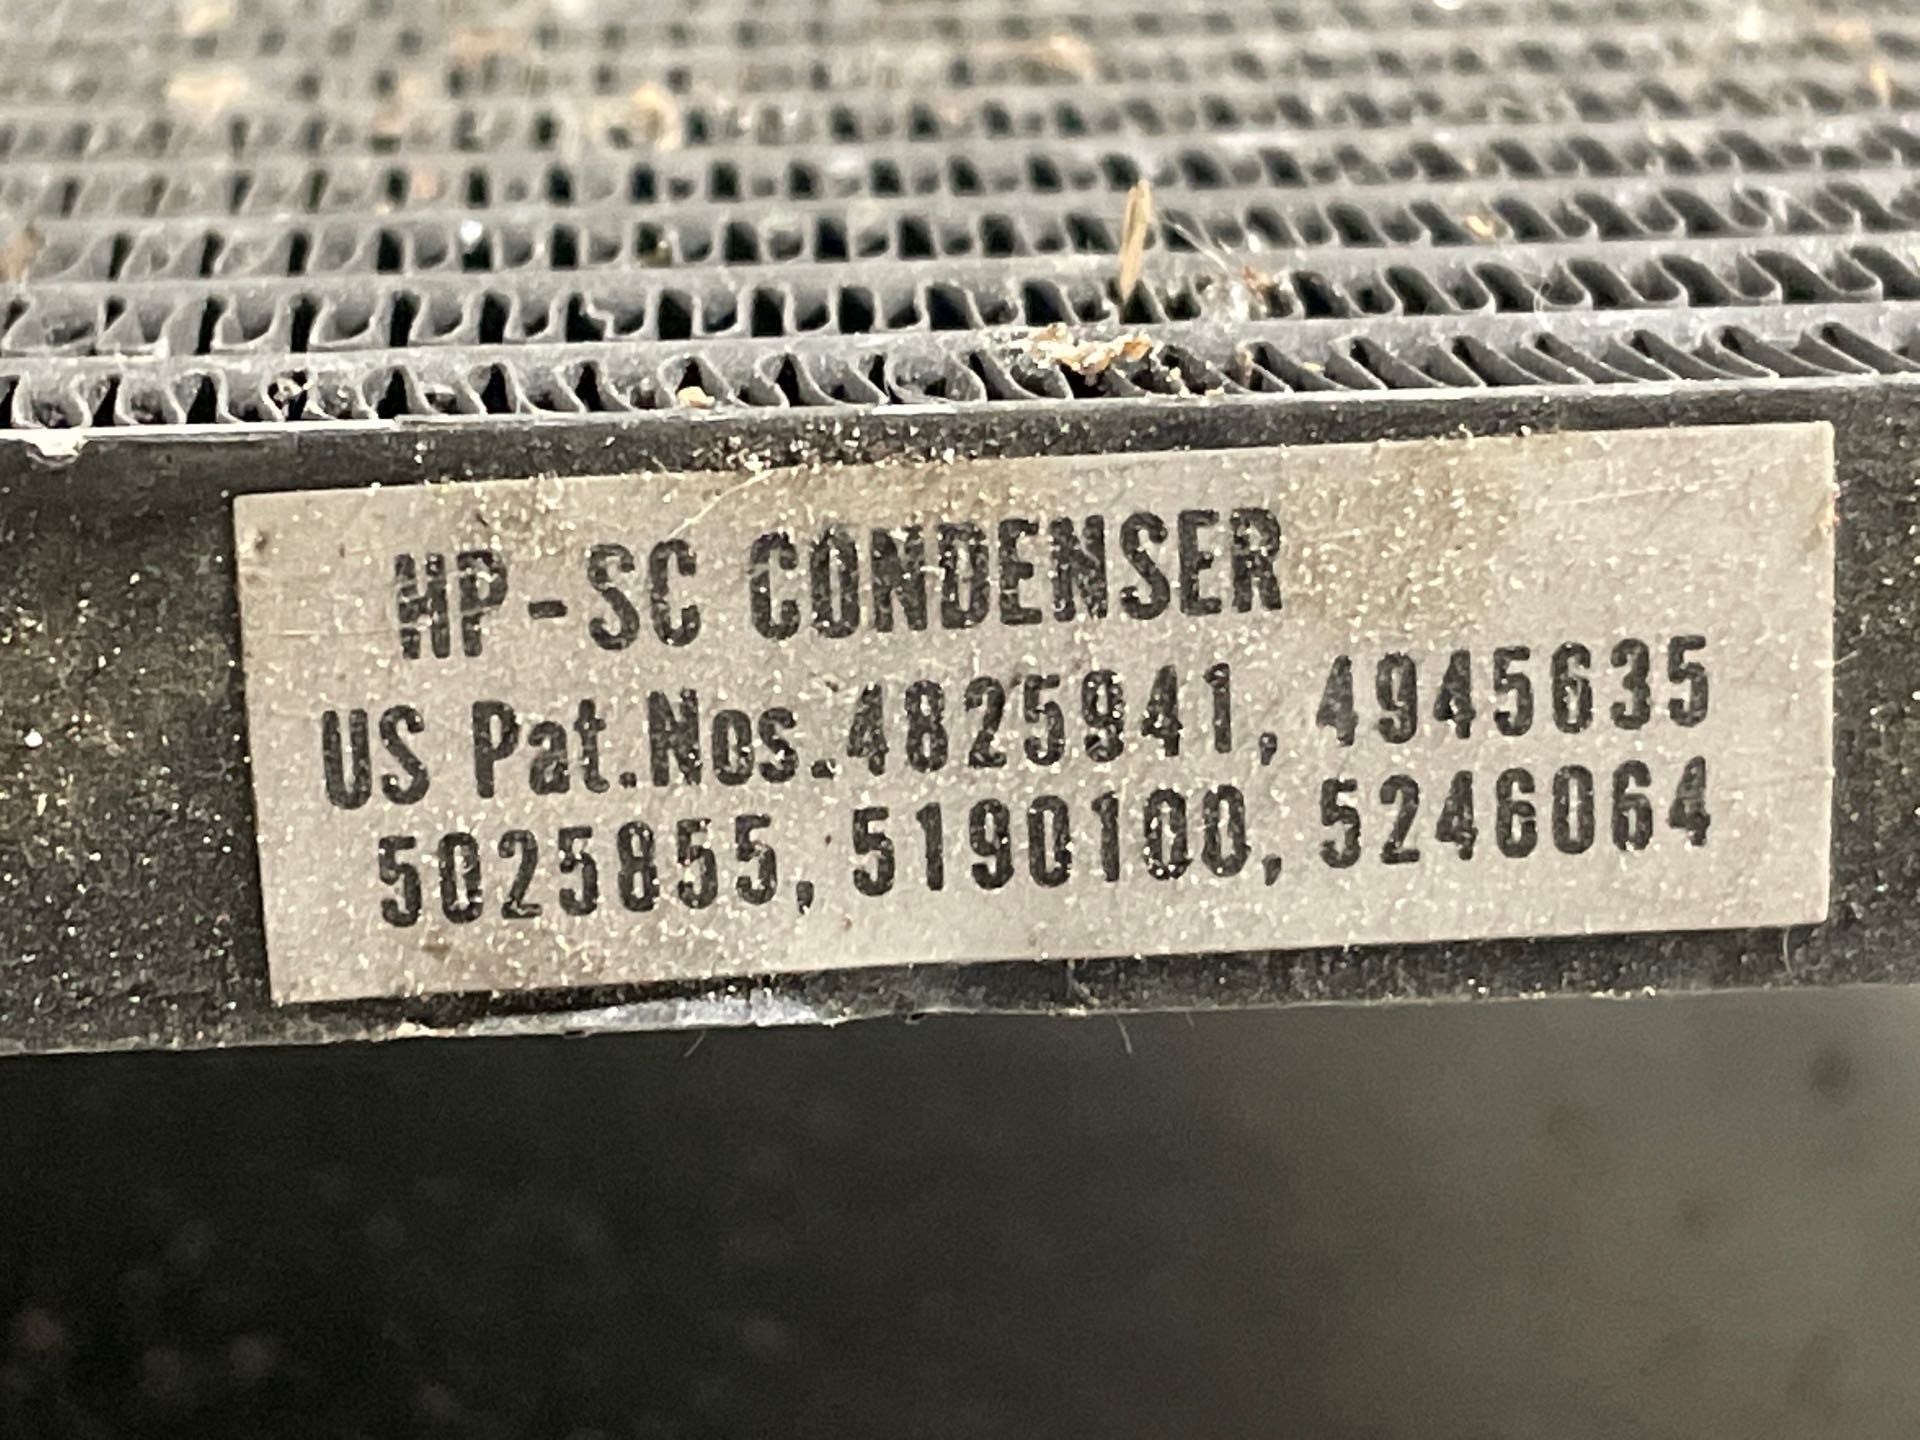 HP-SC CONDENSER
US Pat.Nos.4825941, 4945635
5025855, 5190100, 5246064